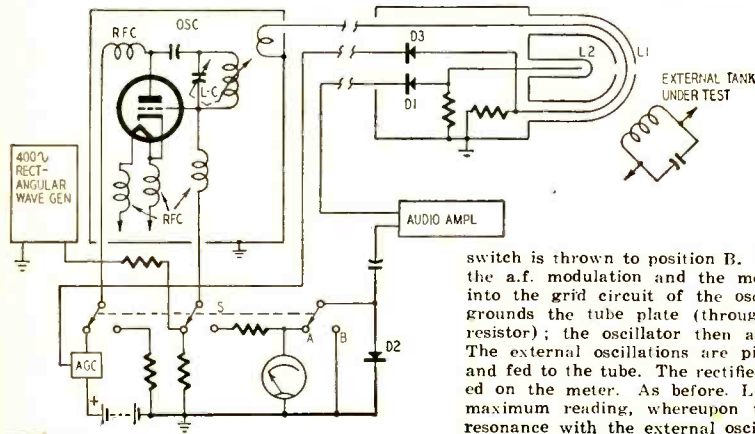 OSC
RFC
D3
L2
L1
L-C
D1
EXTERNAL TANK
UNDER TEST
400~
RECT-
ANGULAR
WAVE GEN
RFC
AUDIO AMPL
S
A
B
D2
AGC
+
switch is thrown to position B.
the a.f. modulation and the me
into the grid circuit of the osc
grounds the tube plate (throug
resistor); the oscillator then a
The external oscillations are pi
and fed to the tube. The rectifie
ed on the meter. As before. L
maximum reading, whereupon
resonance with the external osci